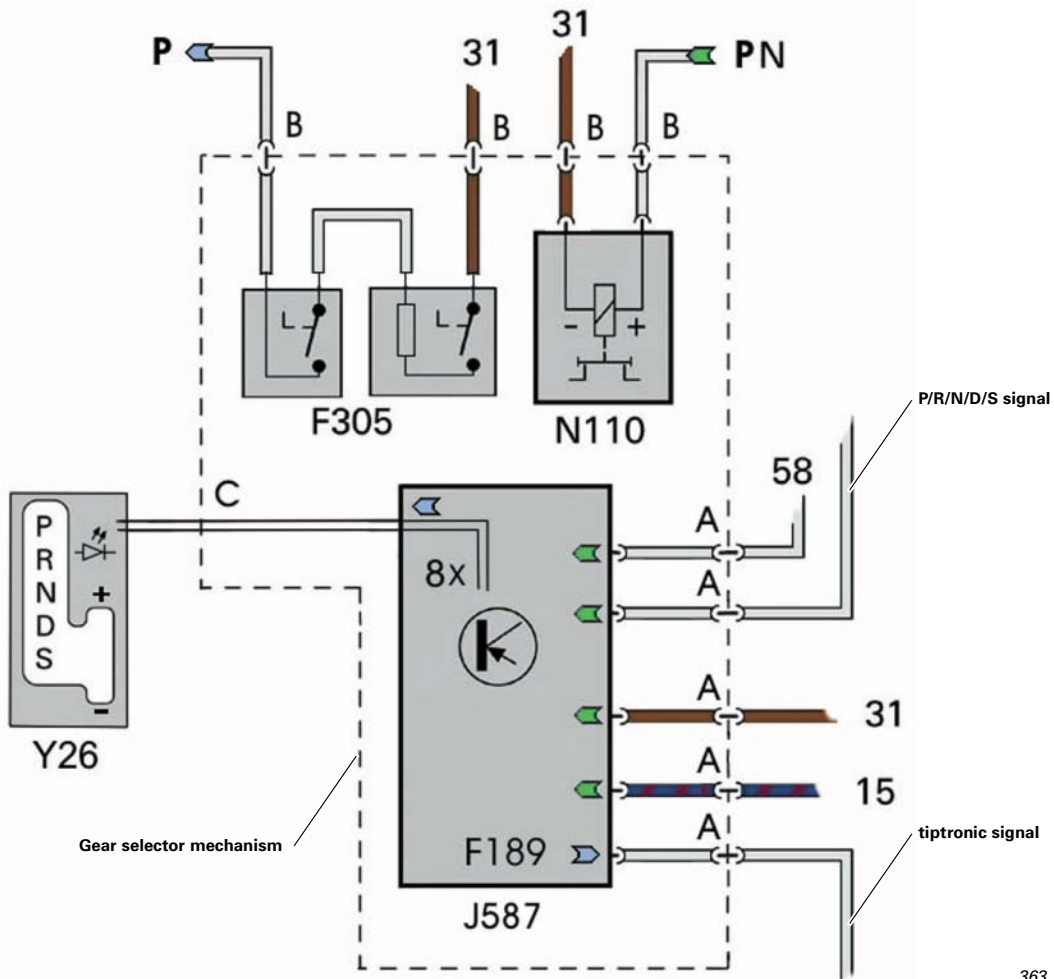 P
31
31
PN
B
B
B
B
F305
N110
P/R/N/D/S signal
58
C
A
P
R
N
D
S
+
-
8x
A
A
31
Y26
A
15
Gear selector mechanism
A
tiptronic signal
F189
J587
363
- +